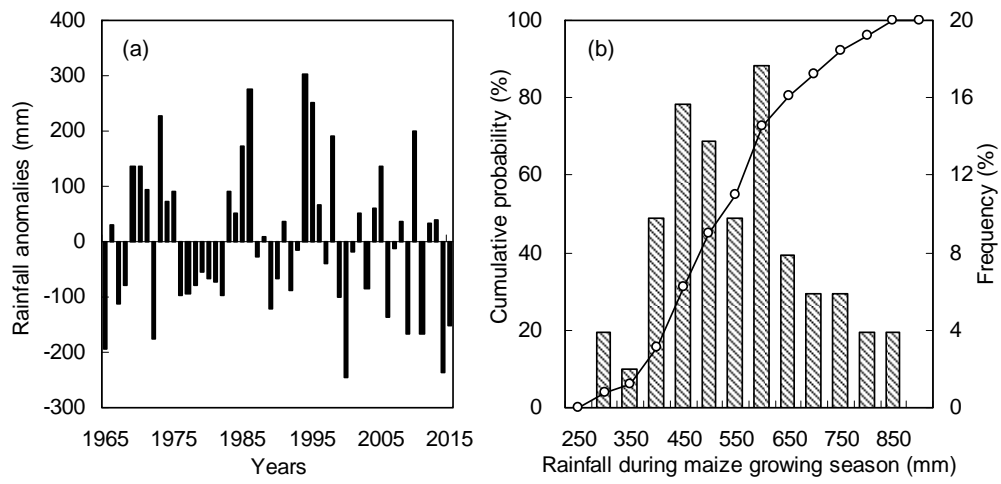 (a)
Rainfall anomalies (mm)
400
300
200
100
0
-100
-200
-300
1965 1975 1985 1995 2005 2015
Years
(b)
Cumulative probability (%)
100
80
60
40
20
0
Frequency (%)
20
16
12
8
4
0
250 350 450 550 650 750 850
Rainfall during maize growing season (mm)